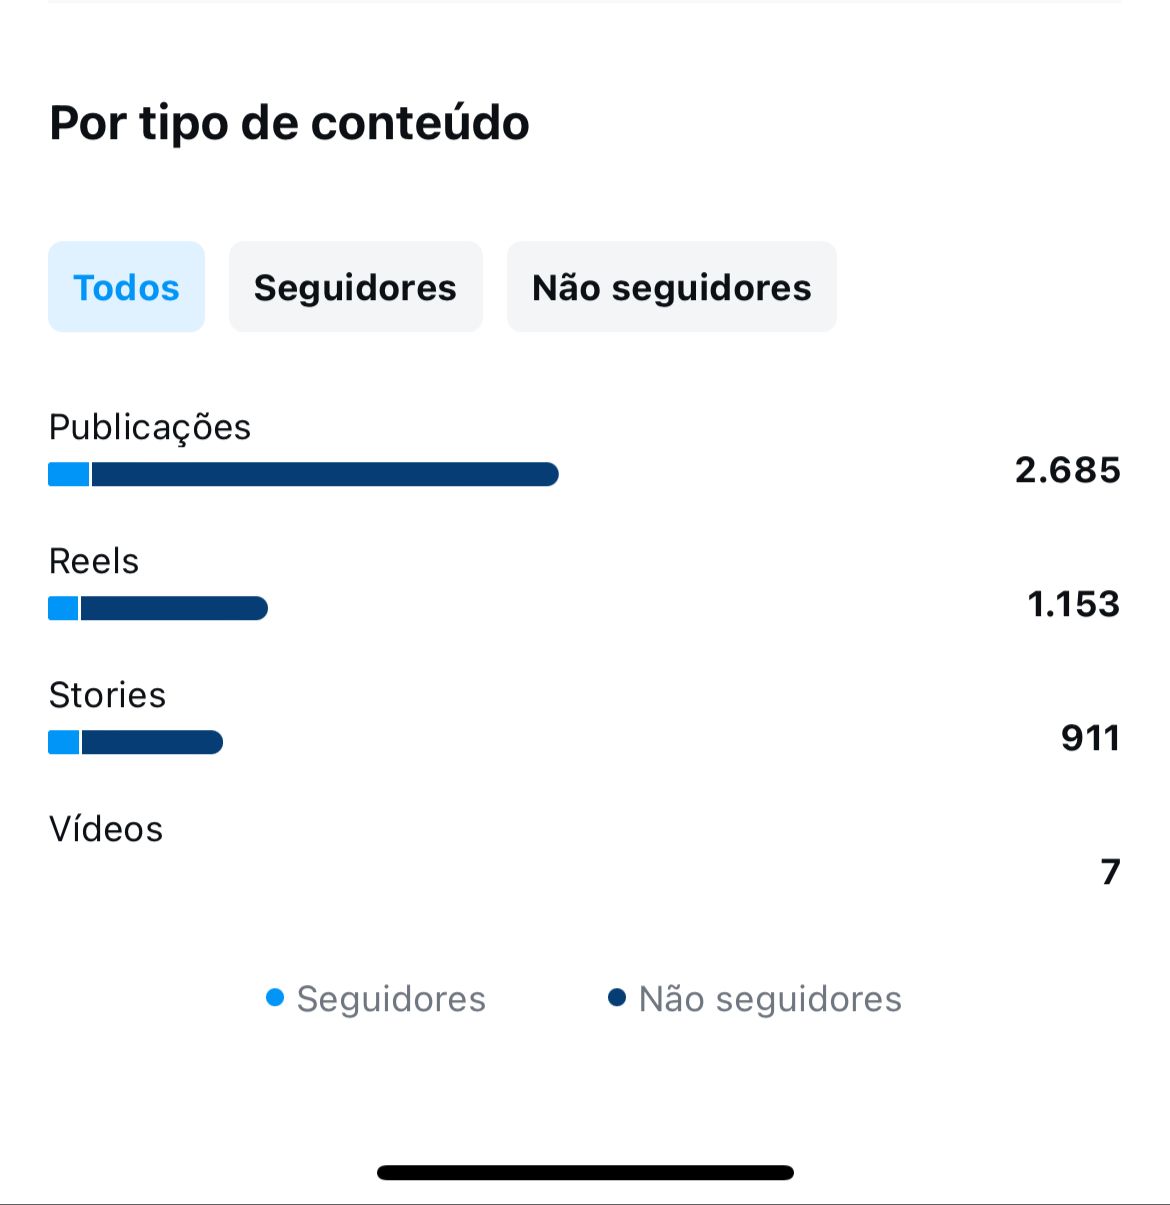 Por tipo de conteúdo
Todos Seguidores Não seguidores
Publicações
2.685
Reels
1.153
Stories
911
Vídeos
7
Seguidores Não seguidores